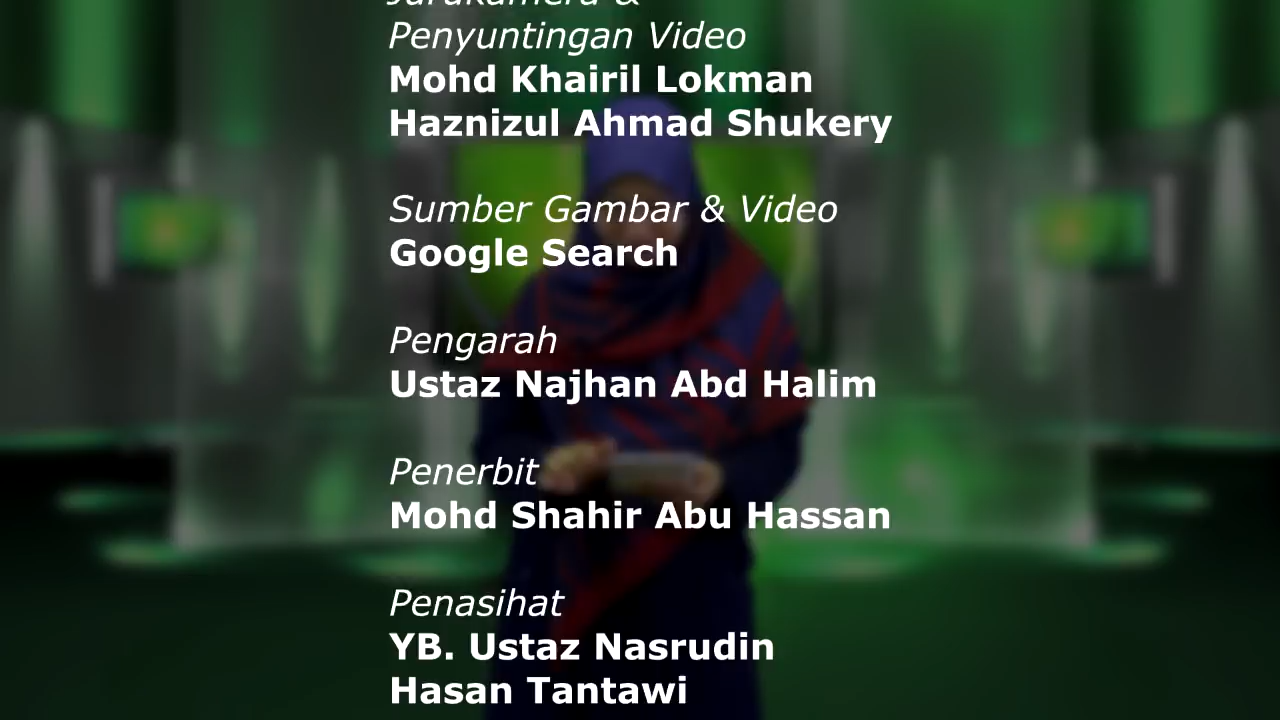 Jurukamera &
Penyuntingan Video
Mohd Khairil Lokman
Haznizul Ahmad Shukery
Sumber Gambar & Video
Google Search
Pengarah
Ustaz Najhan Abd Halim
Penerbit
Mohd Shahir Abu Hassan
Penasihat
YB. Ustaz Nasrudin
Hasan Tantawi